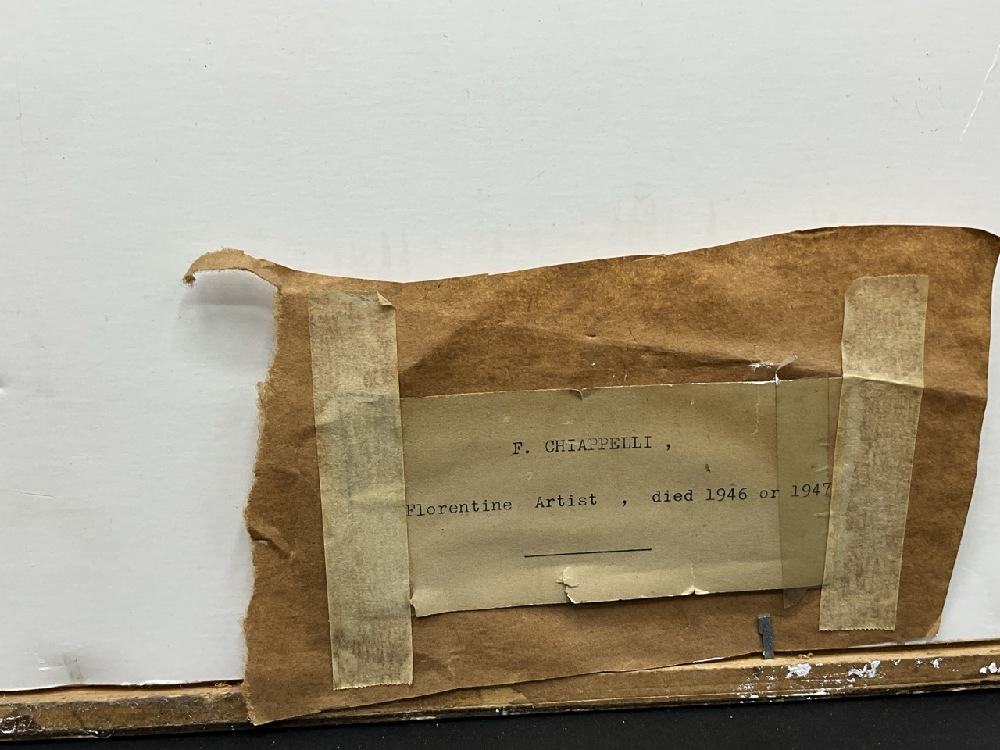 F. CHIAPPELLI ,
Florentine Artist , died 1946 or 1947